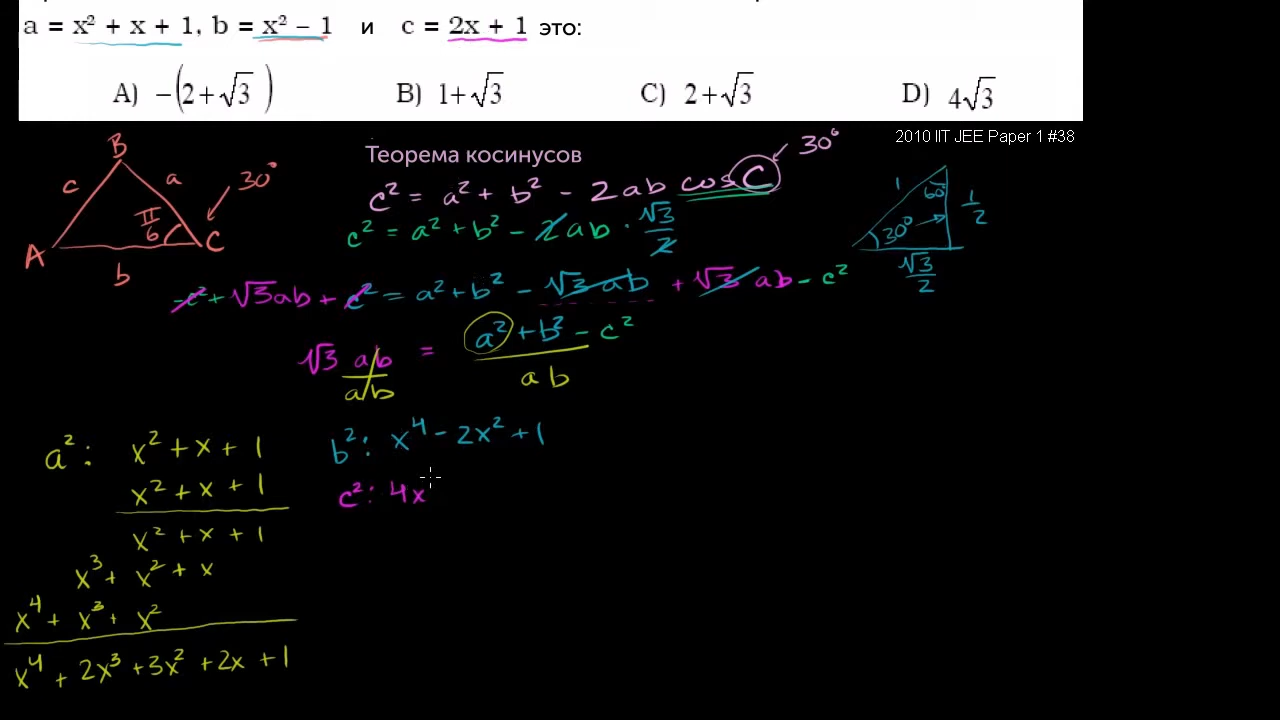 a = x² + x + 1, b = x² – 1 и c = 2x + 1 это:
A) –(2+√3) B) 1+√3 C) 2+√3 D) 4√3
2010 IIT JEE Paper 1 #38
B
c a 30°
π/6
A C
b
Теорема косинусов
30°
c² = a² + b² - 2ab cos C
c² = a² + b² - 2ab · √3/2
1 60° 1/2
30°
√3/2
-c² + √3ab + c² = a² + b² - √3 ab + √3 ab - c²
√3 ab/ab = (a² + b² - c²)/ab
a²: x² + x + 1
x² + x + 1
x² + x + 1
x³ + x² + x
x⁴ + x³ + x²
x⁴ + 2x³ + 3x² + 2x + 1
b²: x⁴ - 2x² + 1
c²: 4x